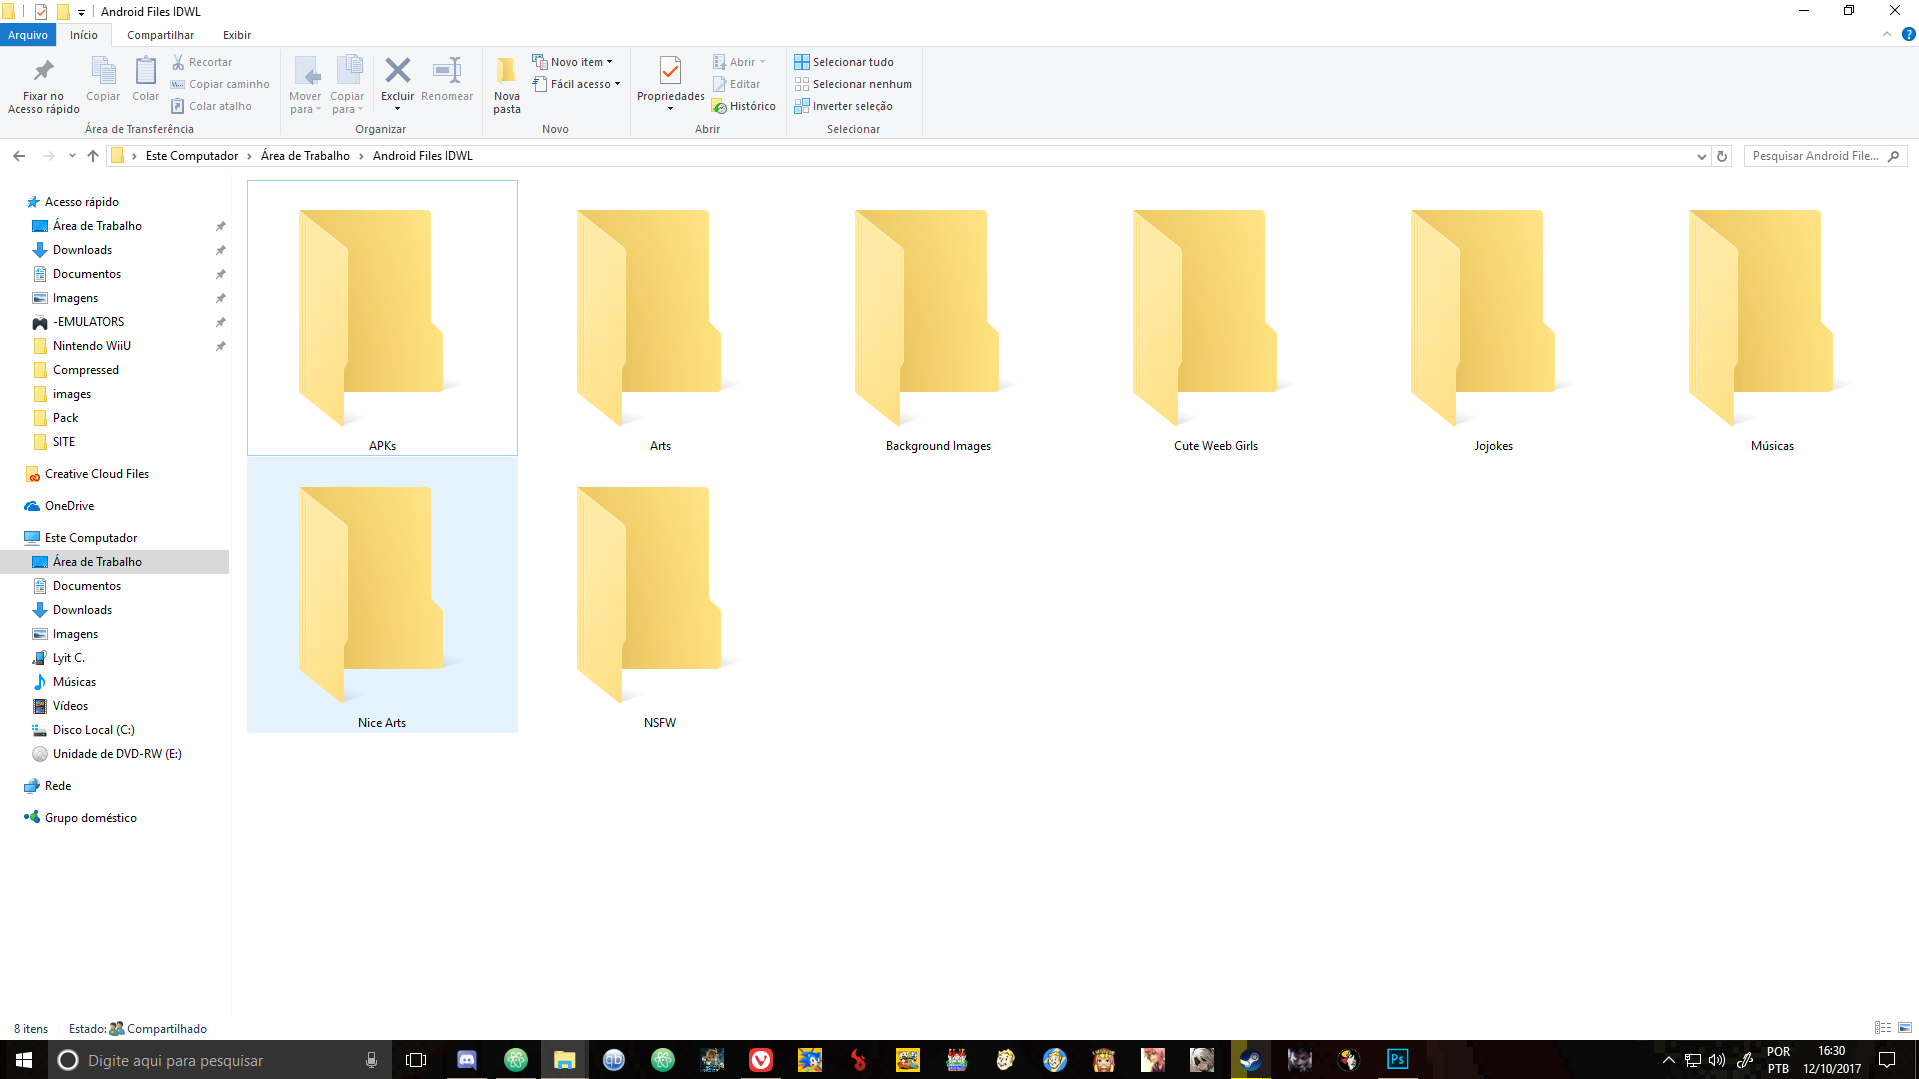 Android Files IDWL
Arquivo Início Compartilhar Exibir
Fixar no Acesso rápido
Copiar
Colar
Recortar
Copiar caminho
Colar atalho
Área de Transferência
Mover para
Copiar para
Excluir
Renomear
Organizar
Nova pasta
Novo item
Fácil acesso
Novo
Propriedades
Abrir
Editar
Histórico
Abrir
Selecionar tudo
Selecionar nenhum
Inverter seleção
Selecionar
Este Computador > Área de Trabalho > Android Files IDWL
Pesquisar Android File...
Acesso rápido
Área de Trabalho
Downloads
Documentos
Imagens
-EMULATORS
Nintendo WiiU
Compressed
images
Pack
SITE
Creative Cloud Files
OneDrive
Este Computador
Área de Trabalho
Documentos
Downloads
Imagens
Lyit C.
Músicas
Vídeos
Disco Local (C:)
Unidade de DVD-RW (E:)
Rede
Grupo doméstico
APKs
Arts
Background Images
Cute Weeb Girls
Jojokes
Músicas
Nice Arts
NSFW
8 itens Estado: Compartilhado
Digite aqui para pesquisar
Ps
POR
PTB
16:30
12/10/2017